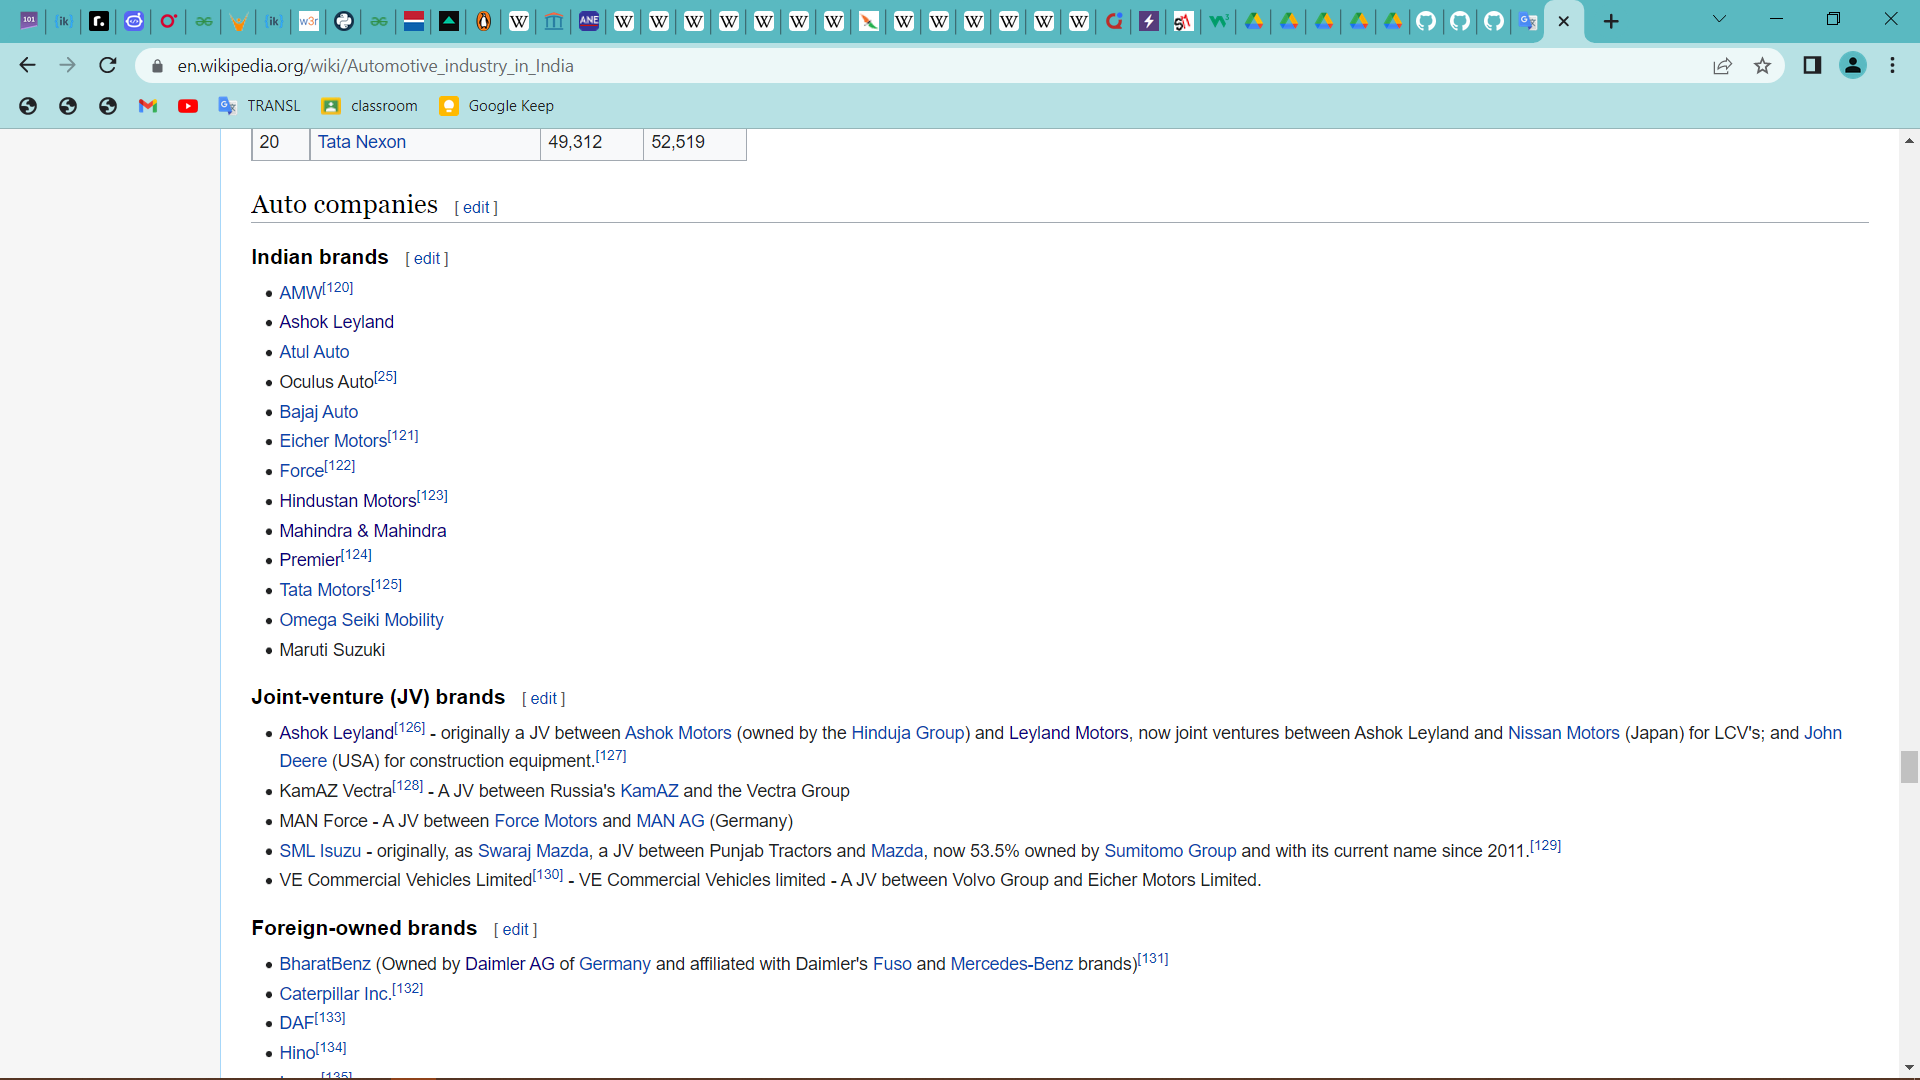 en.wikipedia.org/wiki/Automotive_industry_in_India
TRANSL classroom Google Keep
20 Tata Nexon 49,312 52,519
Auto companies [ edit ]
Indian brands [ edit ]
• AMW[120]
• Ashok Leyland
• Atul Auto
• Oculus Auto[25]
• Bajaj Auto
• Eicher Motors[121]
• Force[122]
• Hindustan Motors[123]
• Mahindra & Mahindra
• Premier[124]
• Tata Motors[125]
• Omega Seiki Mobility
• Maruti Suzuki
Joint-venture (JV) brands [ edit ]
• Ashok Leyland[126] - originally a JV between Ashok Motors (owned by the Hinduja Group) and Leyland Motors, now joint ventures between Ashok Leyland and Nissan Motors (Japan) for LCV's; and John
Deere (USA) for construction equipment.[127]
• KamAZ Vectra[128] - A JV between Russia's KamAZ and the Vectra Group
• MAN Force - A JV between Force Motors and MAN AG (Germany)
• SML Isuzu - originally, as Swaraj Mazda, a JV between Punjab Tractors and Mazda, now 53.5% owned by Sumitomo Group and with its current name since 2011.[129]
• VE Commercial Vehicles Limited[130] - VE Commercial Vehicles limited - A JV between Volvo Group and Eicher Motors Limited.
Foreign-owned brands [ edit ]
• BharatBenz (Owned by Daimler AG of Germany and affiliated with Daimler's Fuso and Mercedes-Benz brands)[131]
• Caterpillar Inc.[132]
• DAF[133]
• Hino[134]
[135]